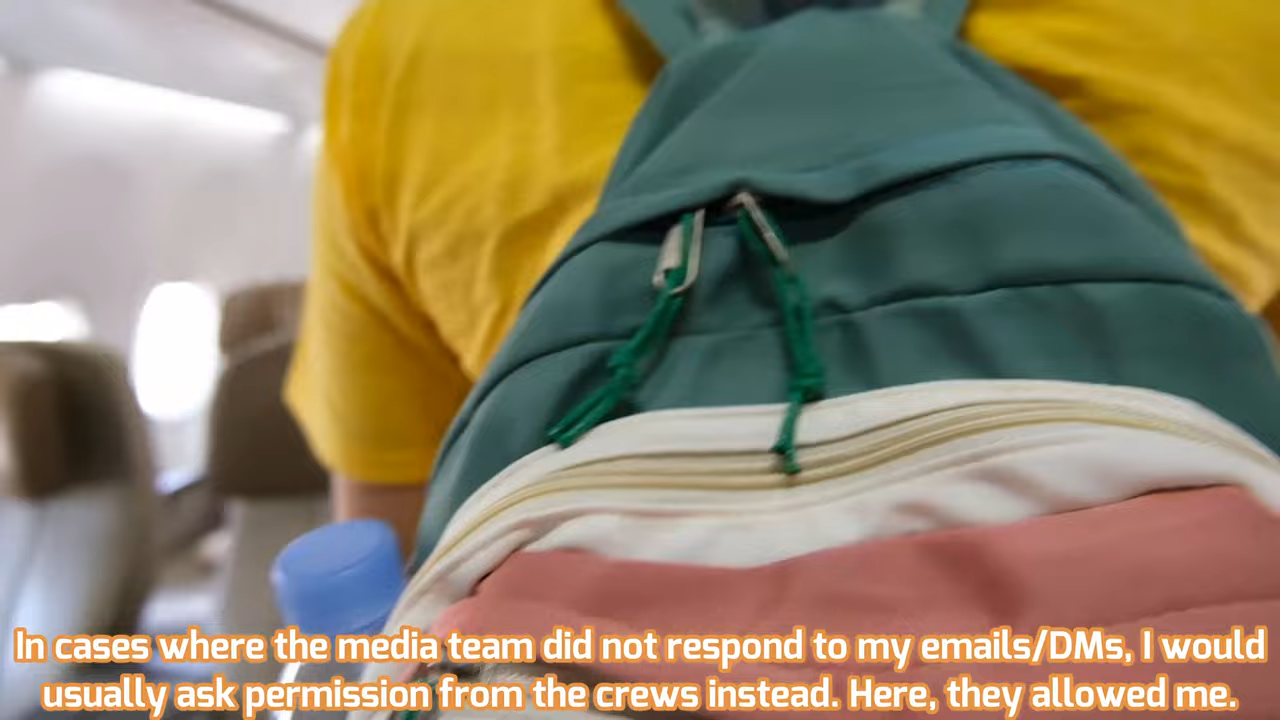 In cases where the media team did not respond to my emails/DMs, I would
usually ask permission from the crews instead. Here, they allowed me.